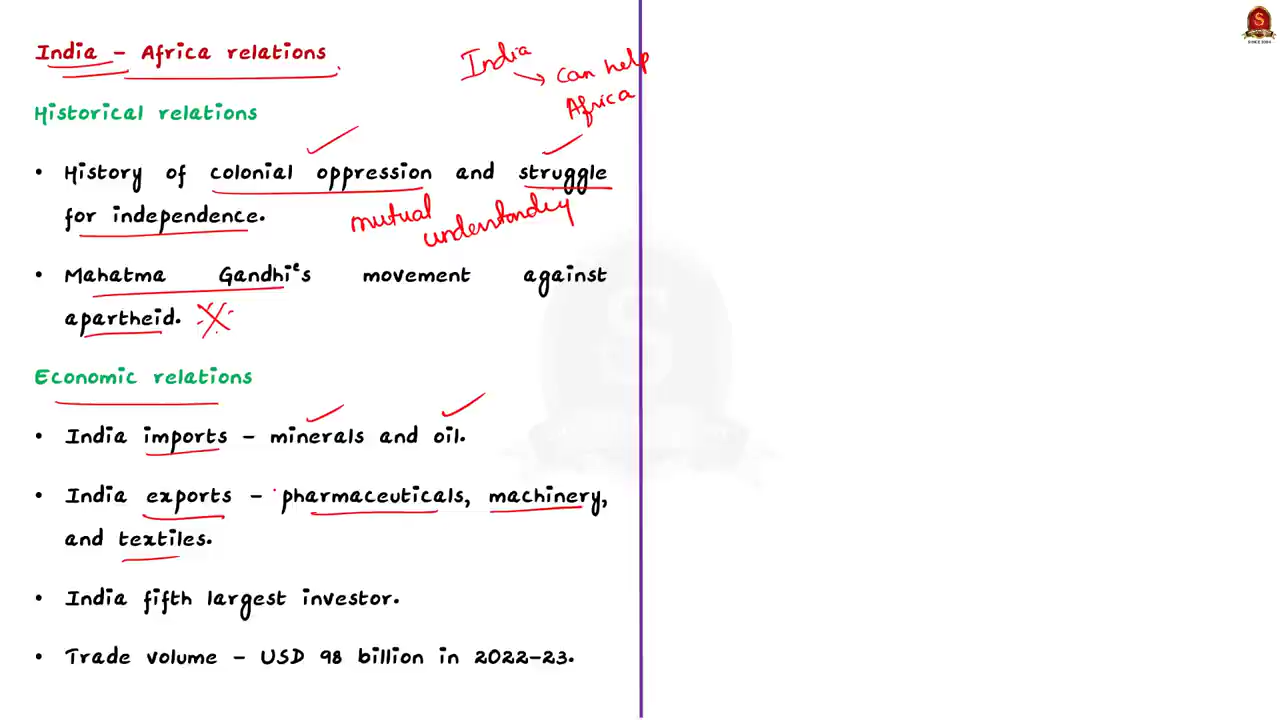 India - Africa relations
India → can help
Africa
Historical relations
• History of colonial oppression and struggle
for independence.
mutual understanding
• Mahatma Gandhi's movement against
apartheid.
Economic relations
• India imports - minerals and oil.
• India exports - pharmaceuticals, machinery,
and textiles.
• India fifth largest investor.
• Trade volume - USD 98 billion in 2022-23.
S